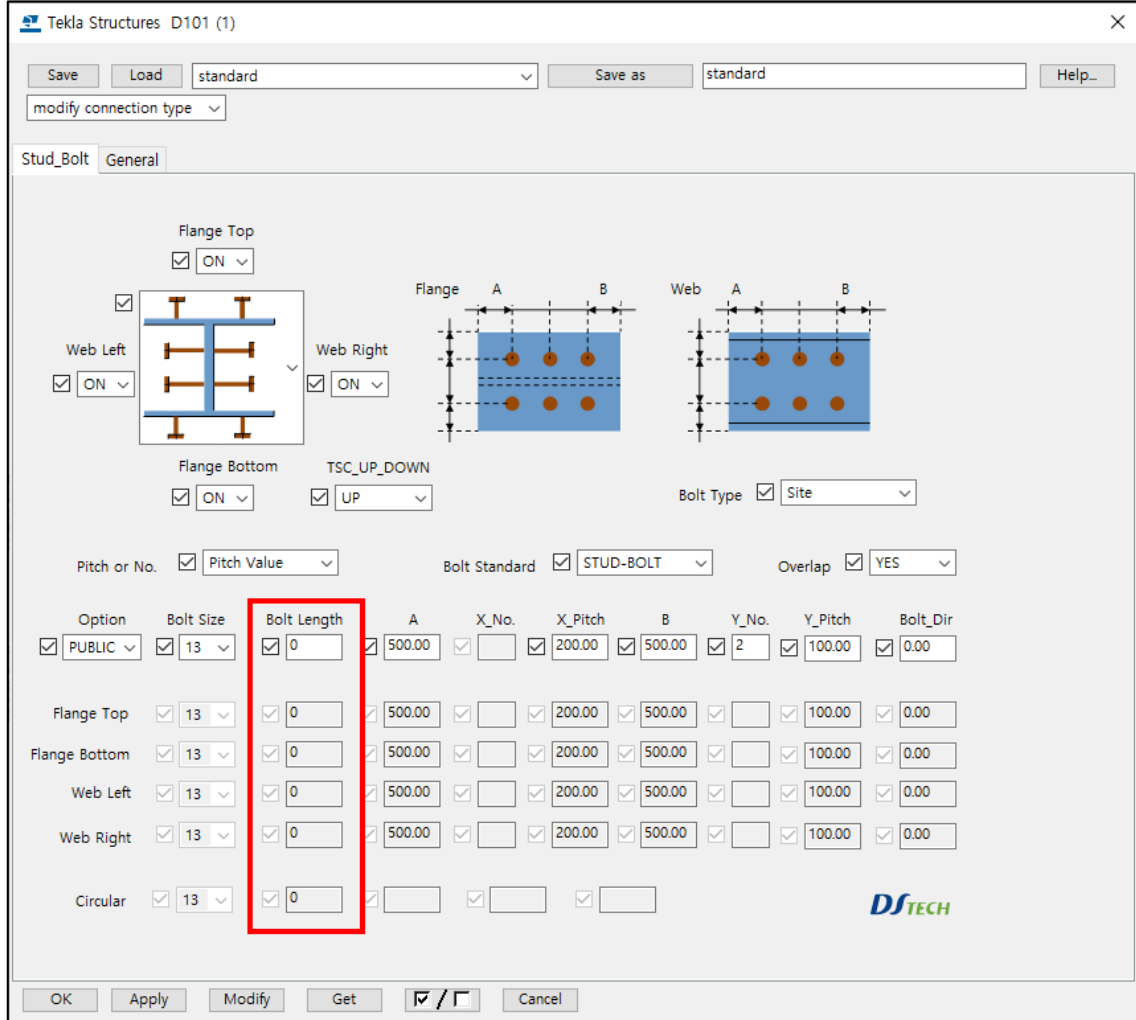 Tekla Structures D101 (1)
Save Load standard Save as standard Help...
modify connection type
Stud_Bolt General
Flange Top
ON
Flange A B Web A B
Web Left Web Right
ON ON
Flange Bottom TSC_UP_DOWN
ON UP Bolt Type Site
Pitch or No. Pitch Value Bolt Standard STUD-BOLT Overlap YES
Option Bolt Size Bolt Length A X_No. X_Pitch B Y_No. Y_Pitch Bolt_Dir
PUBLIC 13 0 500.00 200.00 500.00 2 100.00 0.00
Flange Top 13 0 500.00 200.00 500.00 100.00 0.00
Flange Bottom 13 0 500.00 200.00 500.00 100.00 0.00
Web Left 13 0 500.00 200.00 500.00 100.00 0.00
Web Right 13 0 500.00 200.00 500.00 100.00 0.00
Circular 13 0
DSTECH
OK Apply Modify Get / Cancel